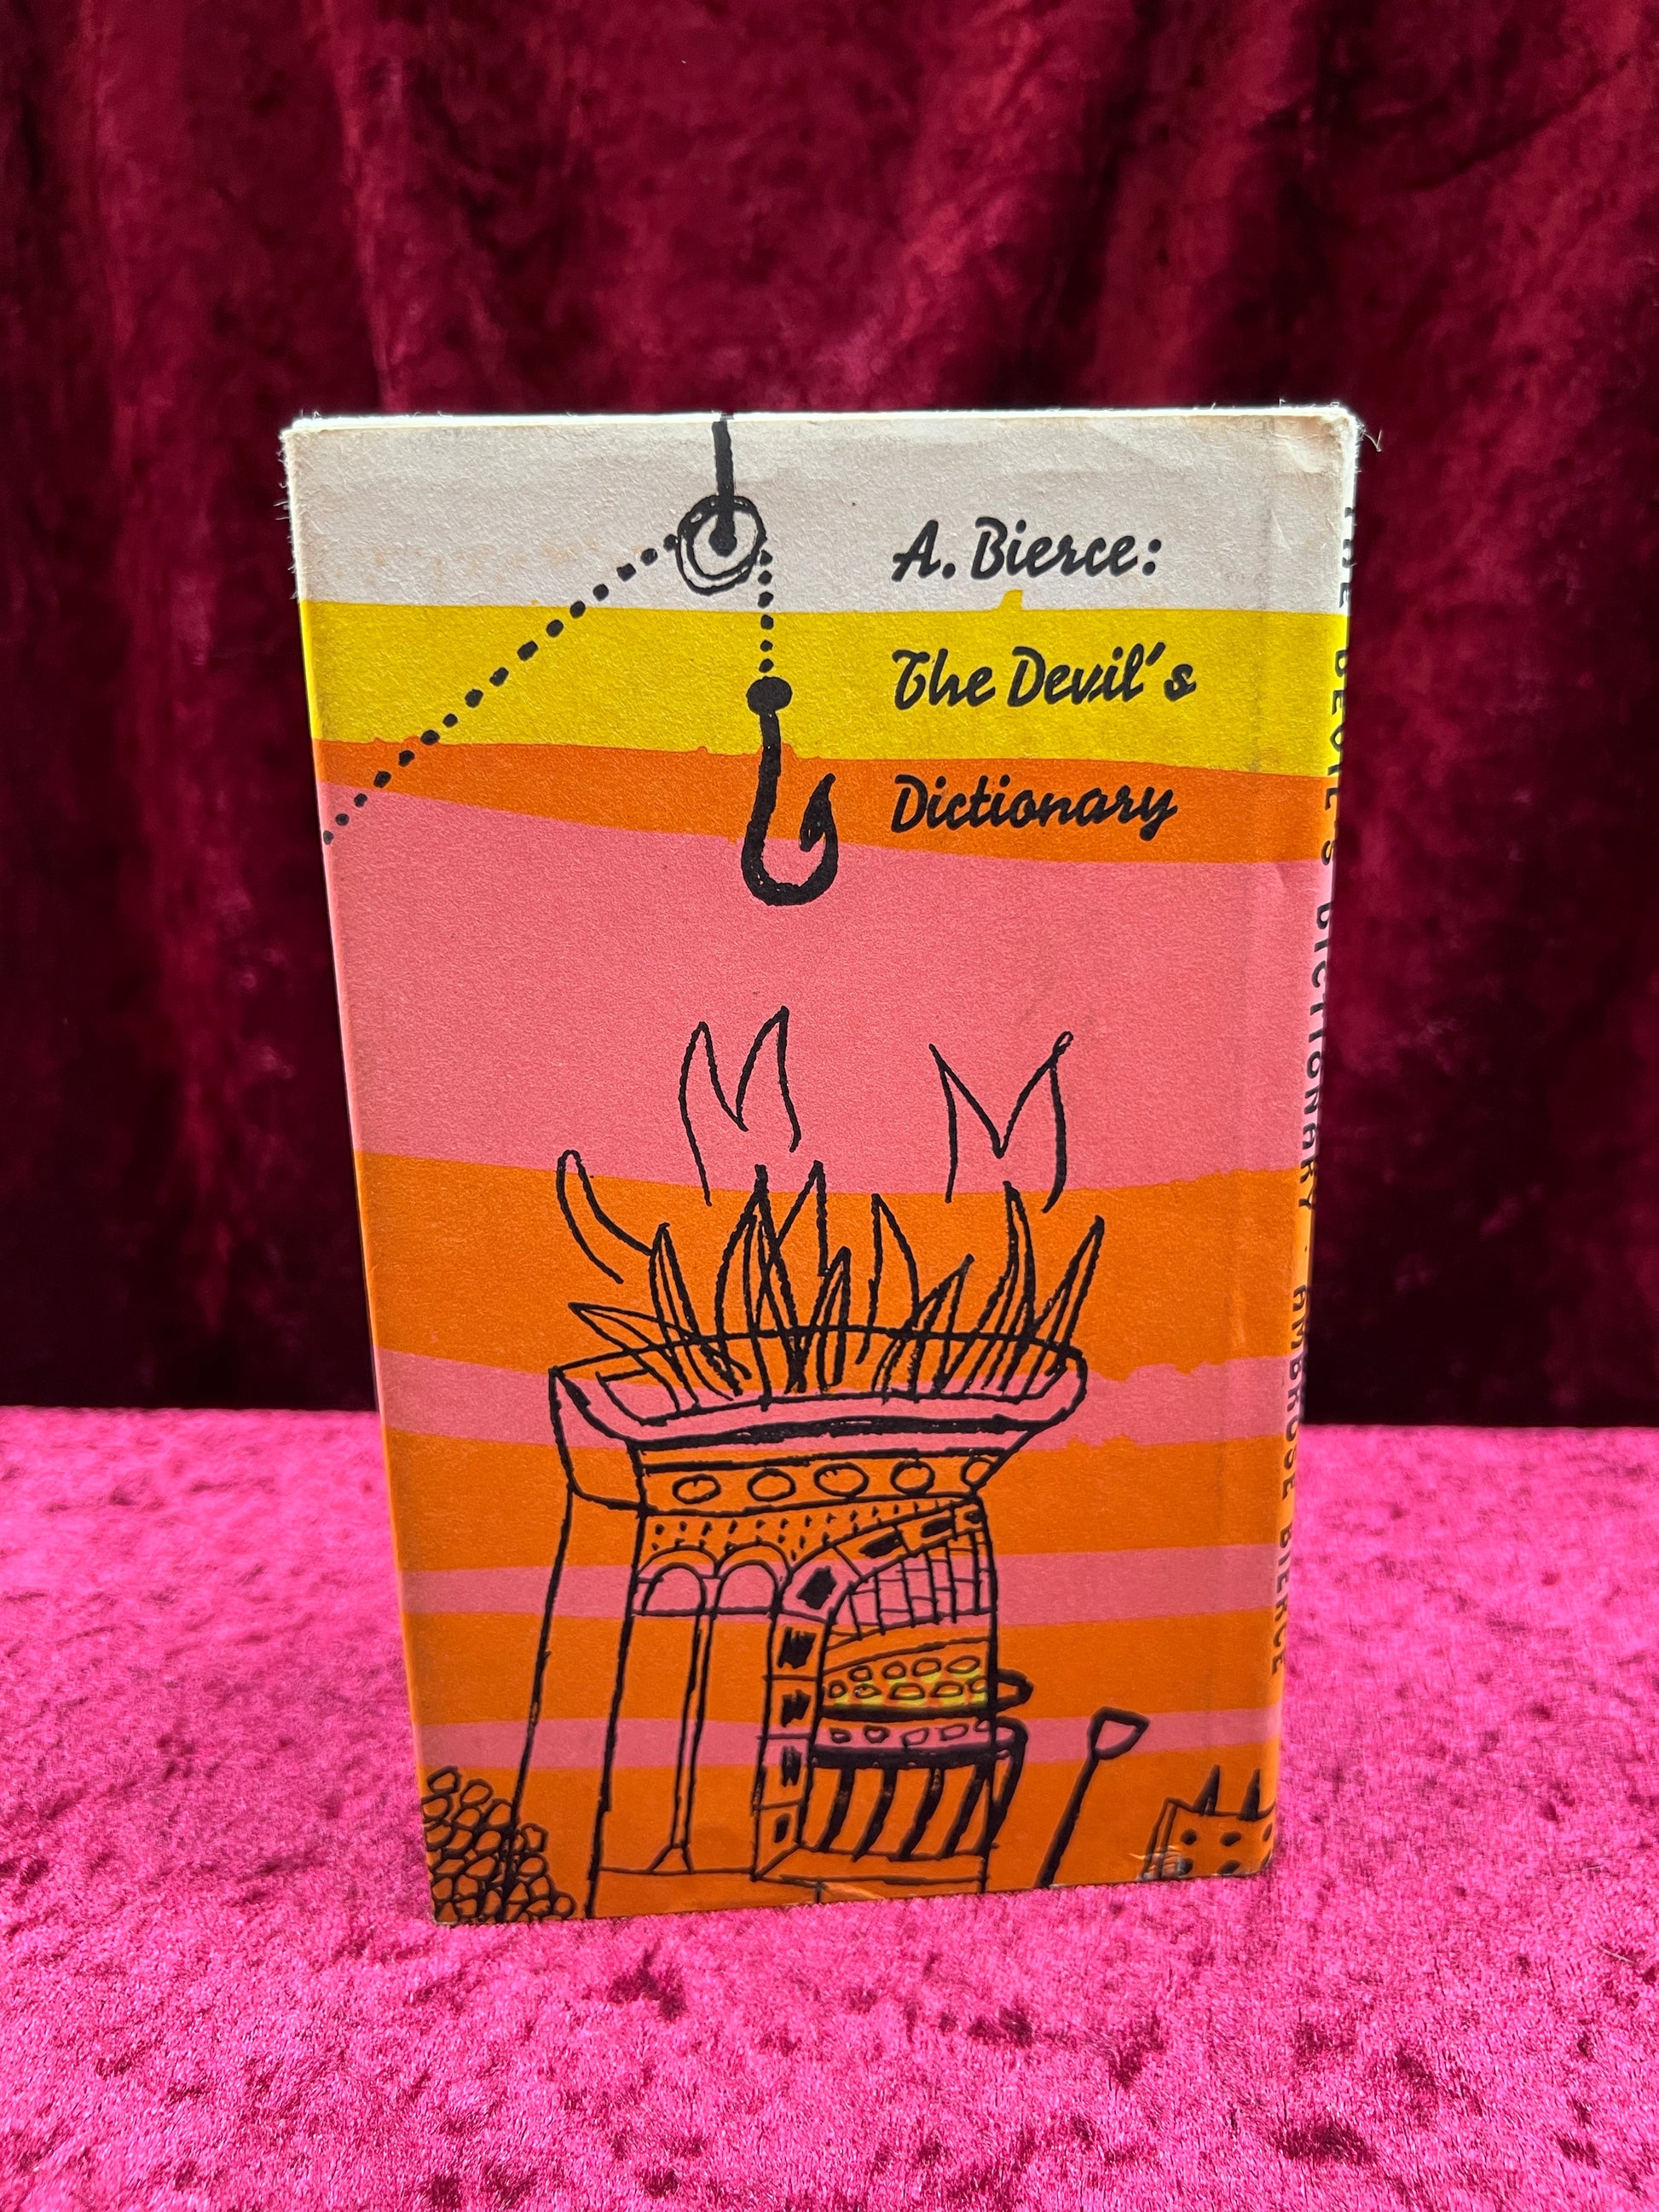 A. Bierce:
The Devil's
Dictionary
THE DEVIL'S DICTIONARY · AMBROSE BIERCE